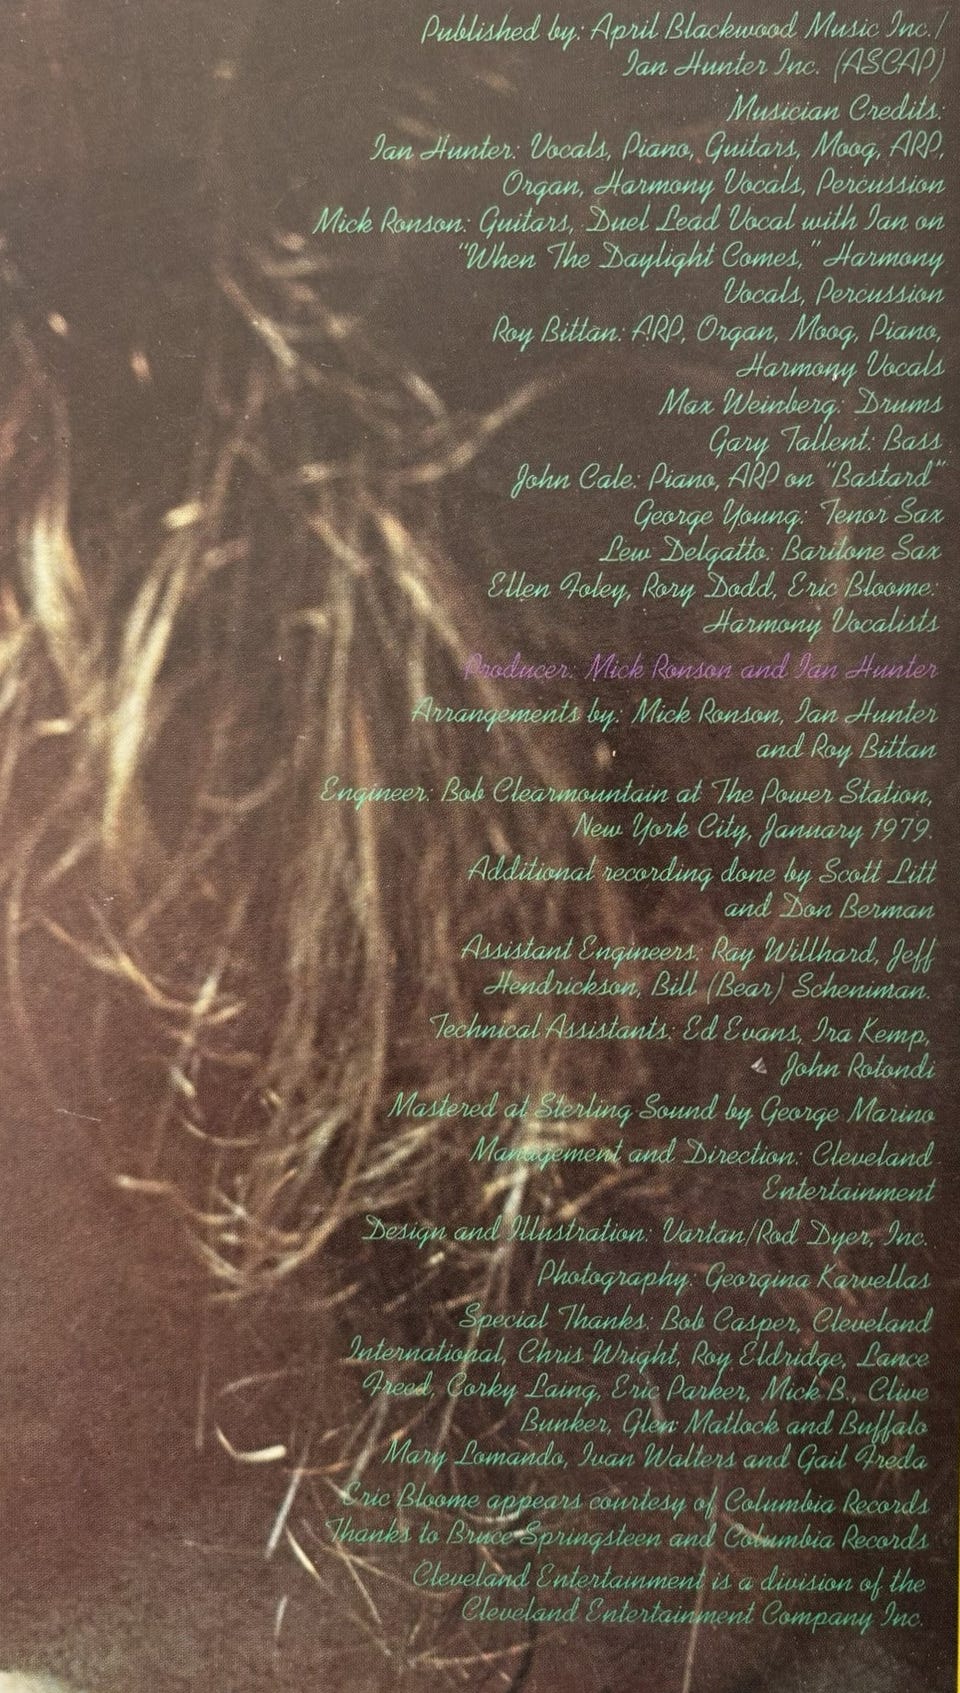 Published by: April Blackwood Music Inc./
Ian Hunter Inc. (ASCAP)
Musician Credits:
Ian Hunter: Vocals, Piano, Guitars, Moog, ARP,
Organ, Harmony Vocals, Percussion
Mick Ronson: Guitars, Duel Lead Vocal with Ian on
"When The Daylight Comes," Harmony
Vocals, Percussion
Roy Bittan: ARP, Organ, Moog, Piano,
Harmony Vocals
Max Weinberg: Drums
Gary Tallent: Bass
John Cale: Piano, ARP on "Bastard"
George Young: Tenor Sax
Lew Delgatto: Baritone Sax
Ellen Foley, Rory Dodd, Eric Bloome:
Harmony Vocalists
Producer: Mick Ronson and Ian Hunter
Arrangements by: Mick Ronson, Ian Hunter
and Roy Bittan
Engineer: Bob Clearmountain at The Power Station,
New York City, January 1979.
Additional recording done by Scott Litt
and Don Berman
Assistant Engineers: Ray Willhard, Jeff
Hendrickson, Bill (Bear) Scheniman.
Technical Assistants: Ed Evans, Ira Kemp,
John Rotondi
Mastered at Sterling Sound by George Marino
Management and Direction: Cleveland
Entertainment
Design and Illustration: Vartan/Rod Dyer, Inc.
Photography: Georgina Karvellas
Special Thanks: Bob Casper, Cleveland
International, Chris Wright, Roy Eldridge, Lance
Freed, Corky Laing, Eric Parker, Mick B., Clive
Bunker, Glen Matlock and Buffalo
Mary Lomando, Ivan Walters and Gail Freda
Eric Bloome appears courtesy of Columbia Records
Thanks to Bruce Springsteen and Columbia Records
Cleveland Entertainment is a division of the
Cleveland Entertainment Company Inc.